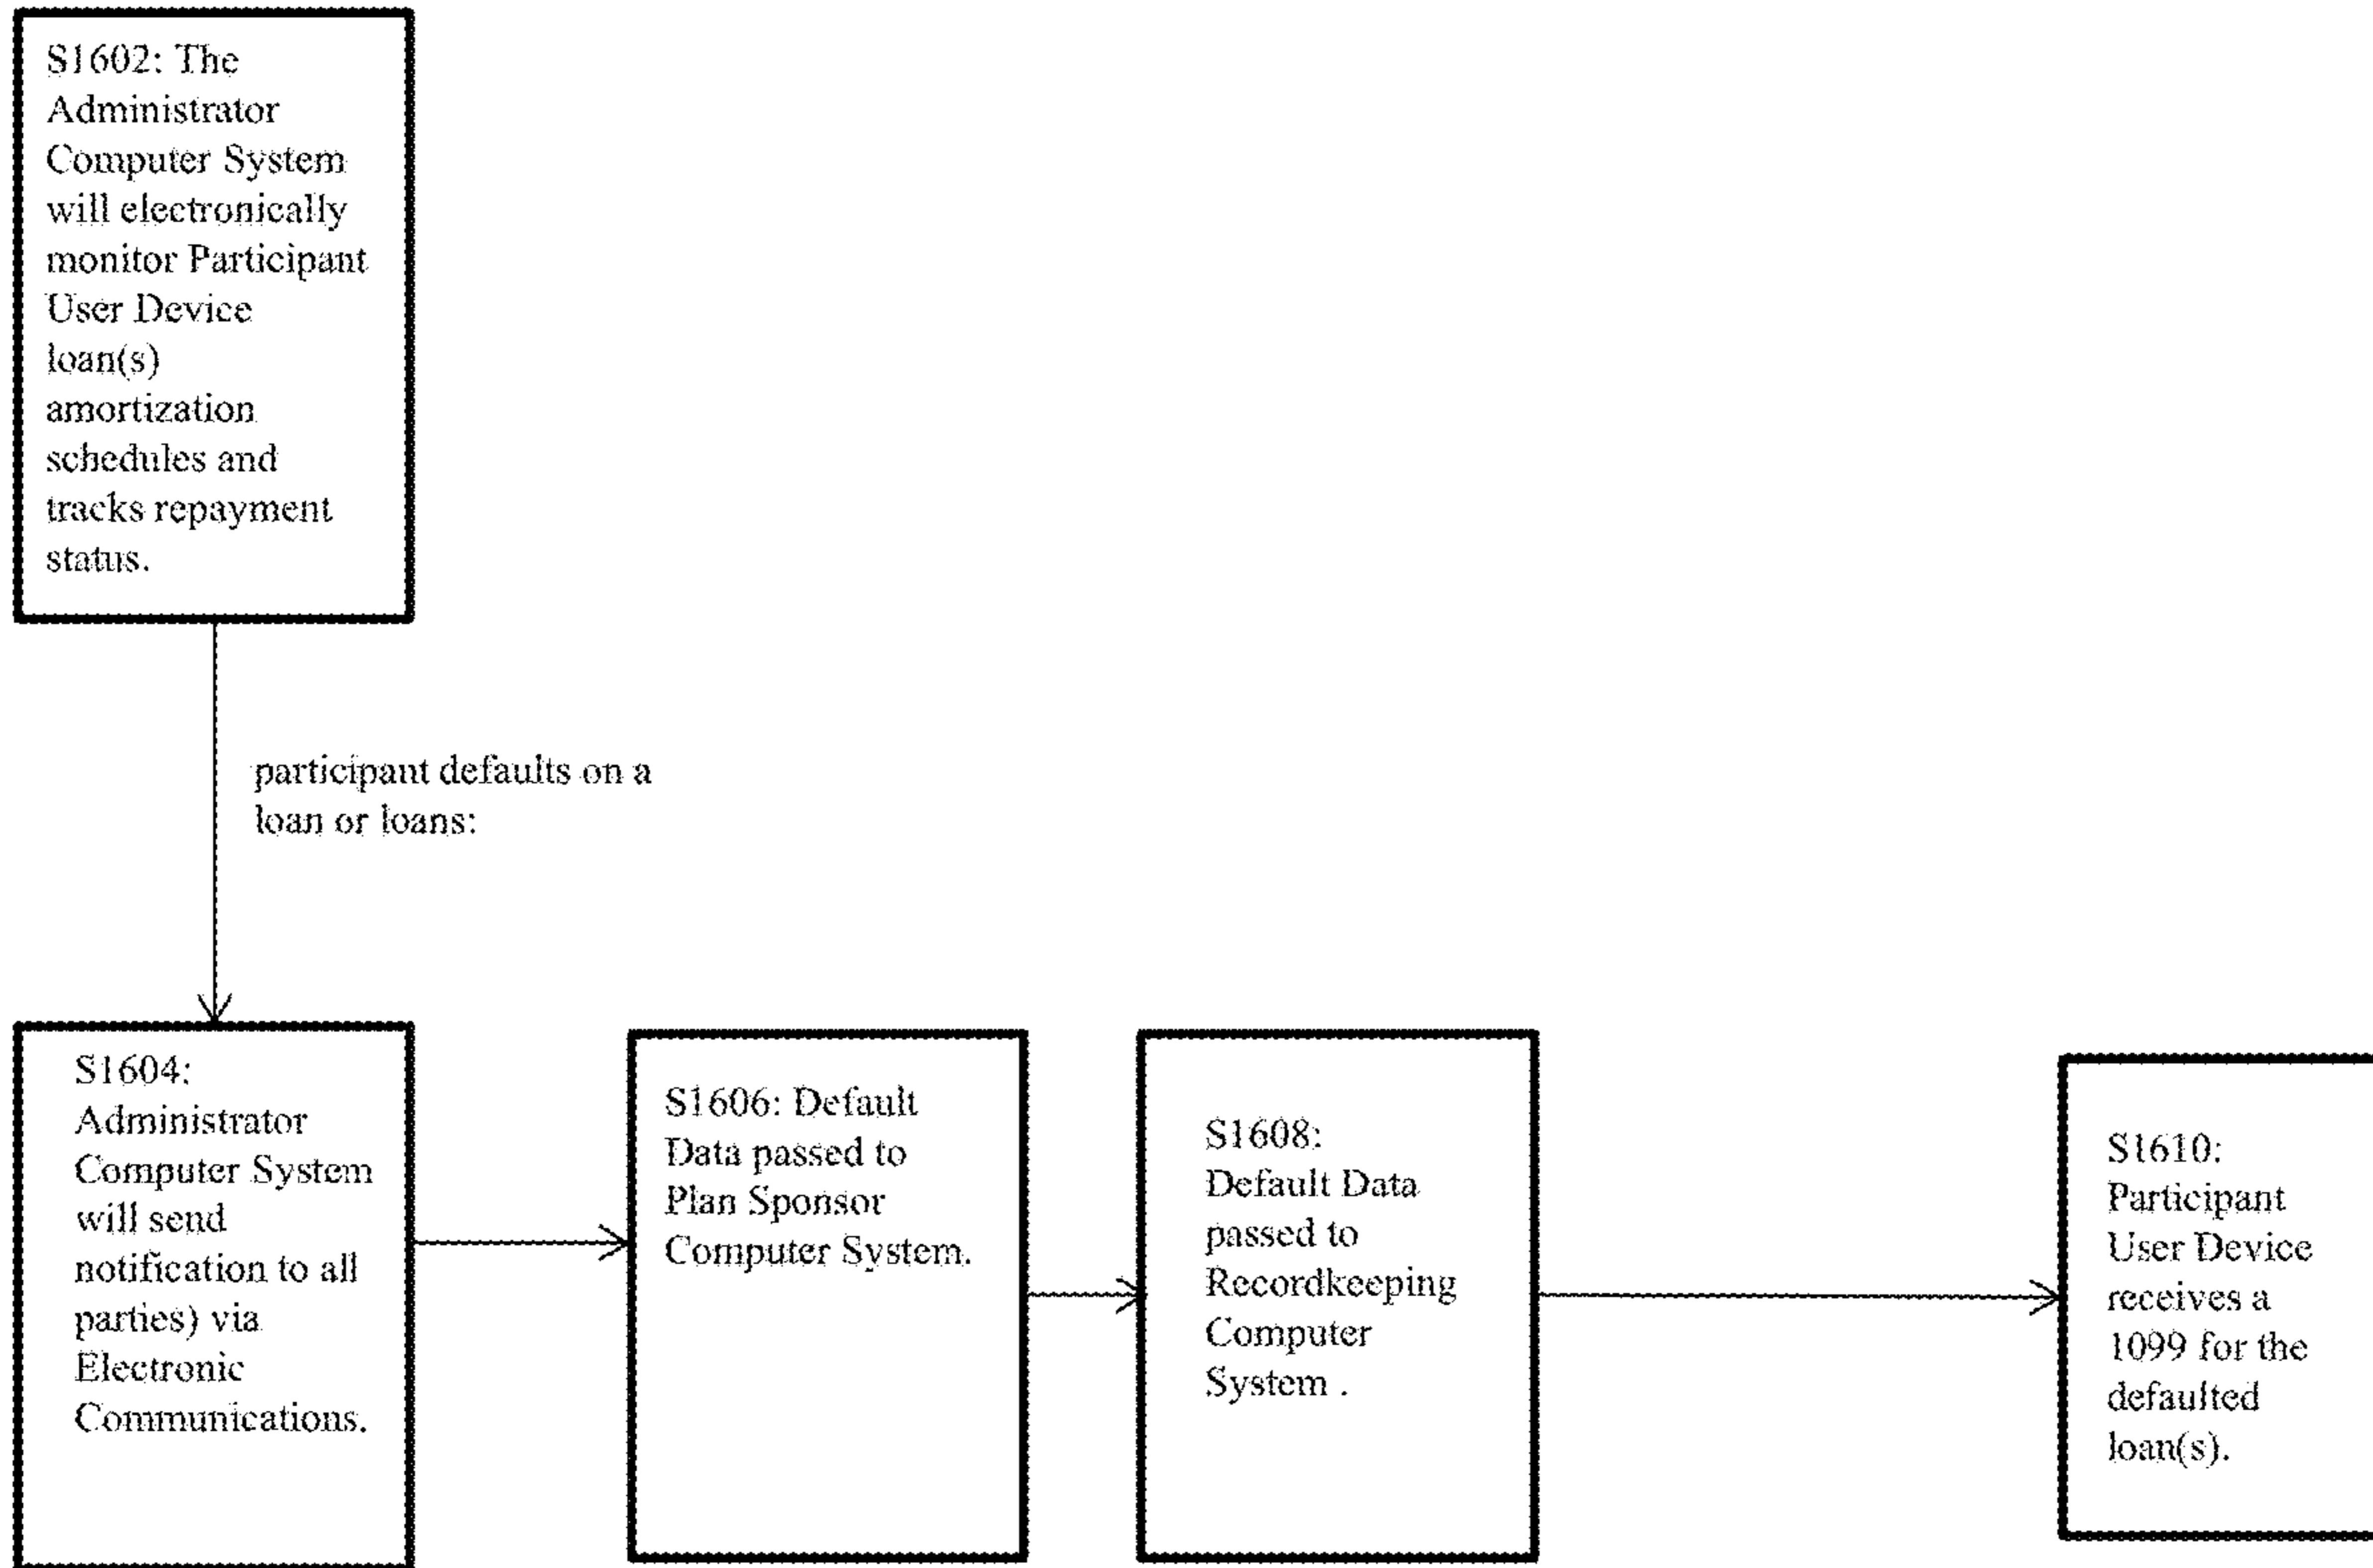 S1602: The
Administrator
Computer System
will electronically
monitor Participant
User Device
loan(s)
amortization
schedules and
tracks repayment
status.
participant defaults on a
loan or loans:
S1604:
Administrator
Computer System
will send
notification to all
parties) via
Electronic
Communications.
S1606: Default
Data passed to
Plan Sponsor
Computer System.
S1608:
Default Data
passed to
Recordkeeping
Computer
System .
S1610:
Participant
User Device
receives a
1099 for the
defaulted
loan(s).